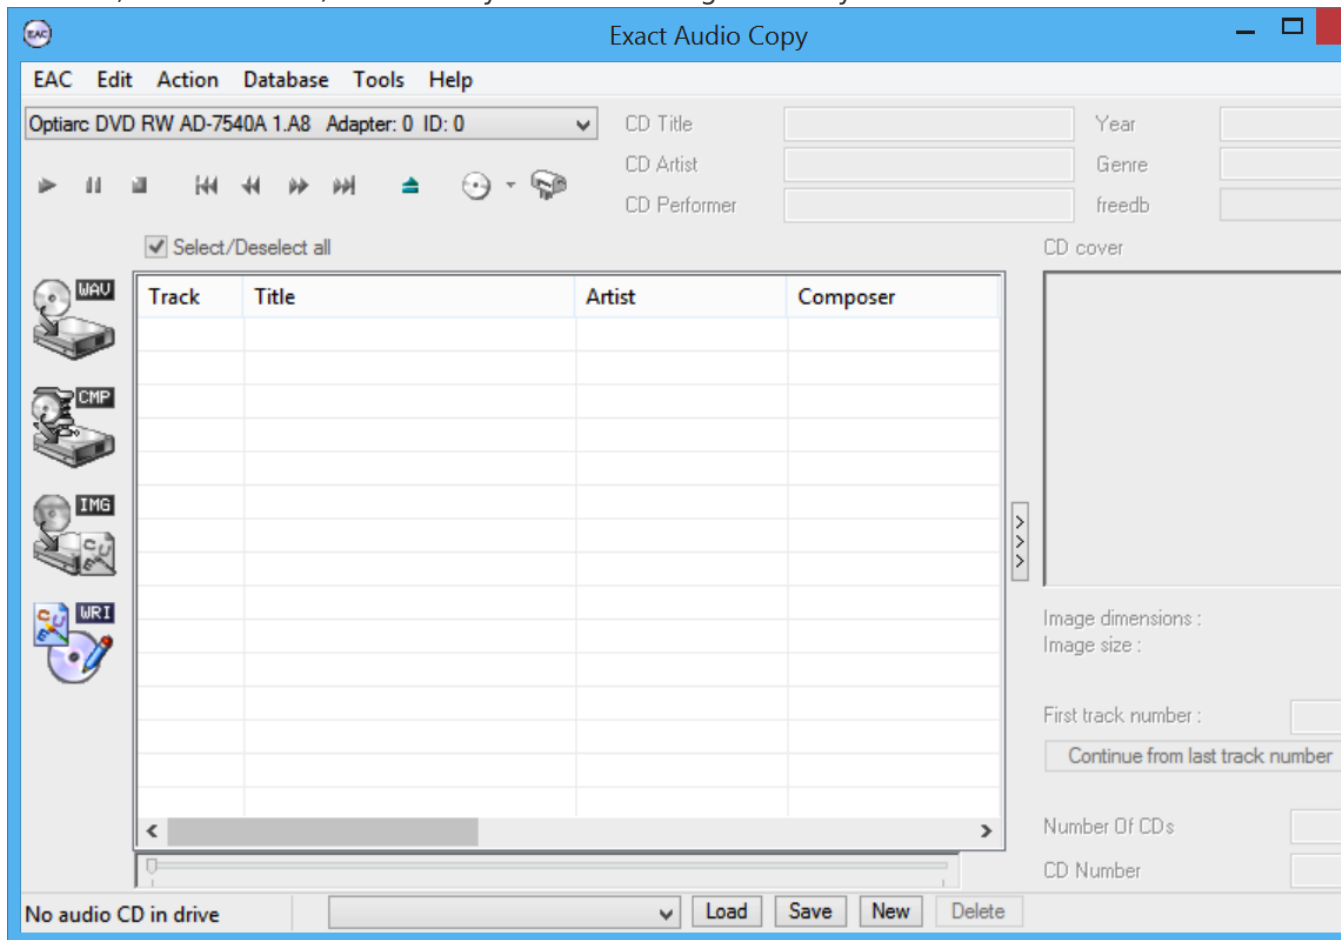 Exact Audio Copy
EAC Edit Action Database Tools Help
Optiarc DVD RW AD-7540A 1.A8 Adapter: 0 ID: 0
CD Title
Year
CD Artist
Genre
CD Performer
freedb
Select/Deselect all
CD cover
Track Title Artist Composer
WAV
CMP
IMG
CUE
WRI
CUE
Image dimensions :
Image size :
First track number :
Continue from last track number
Number Of CDs
CD Number
No audio CD in drive
Load Save New Delete